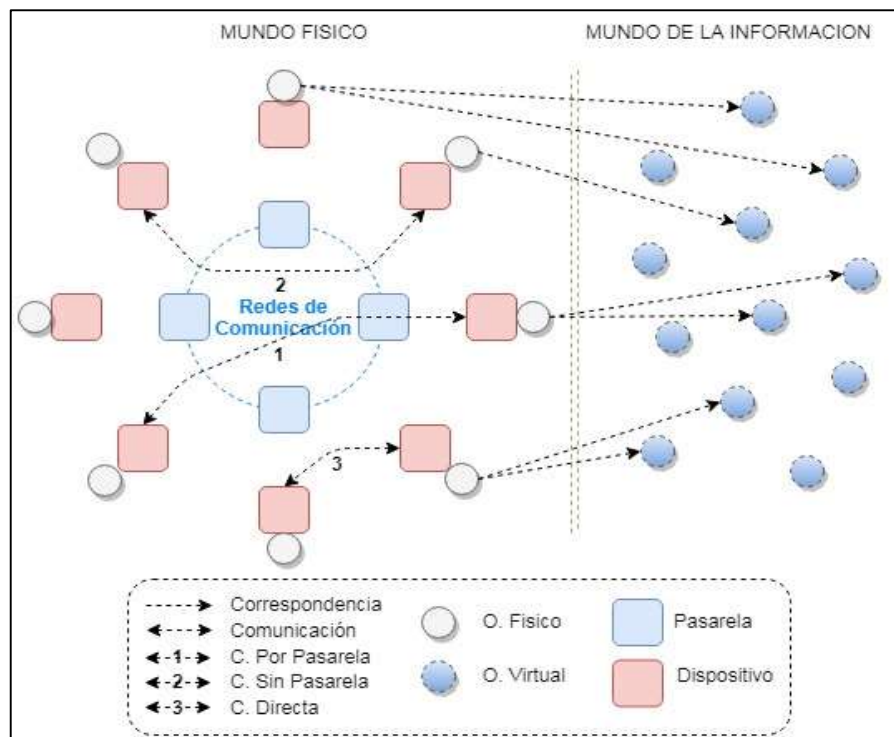 MUNDO FISICO
MUNDO DE LA INFORMACION
2
Redes de
Comunicación
1
3
Correspondencia
Comunicación
1 C. Por Pasarela
2 C. Sin Pasarela
3 C. Directa
O. Fisico
O. Virtual
Pasarela
Dispositivo